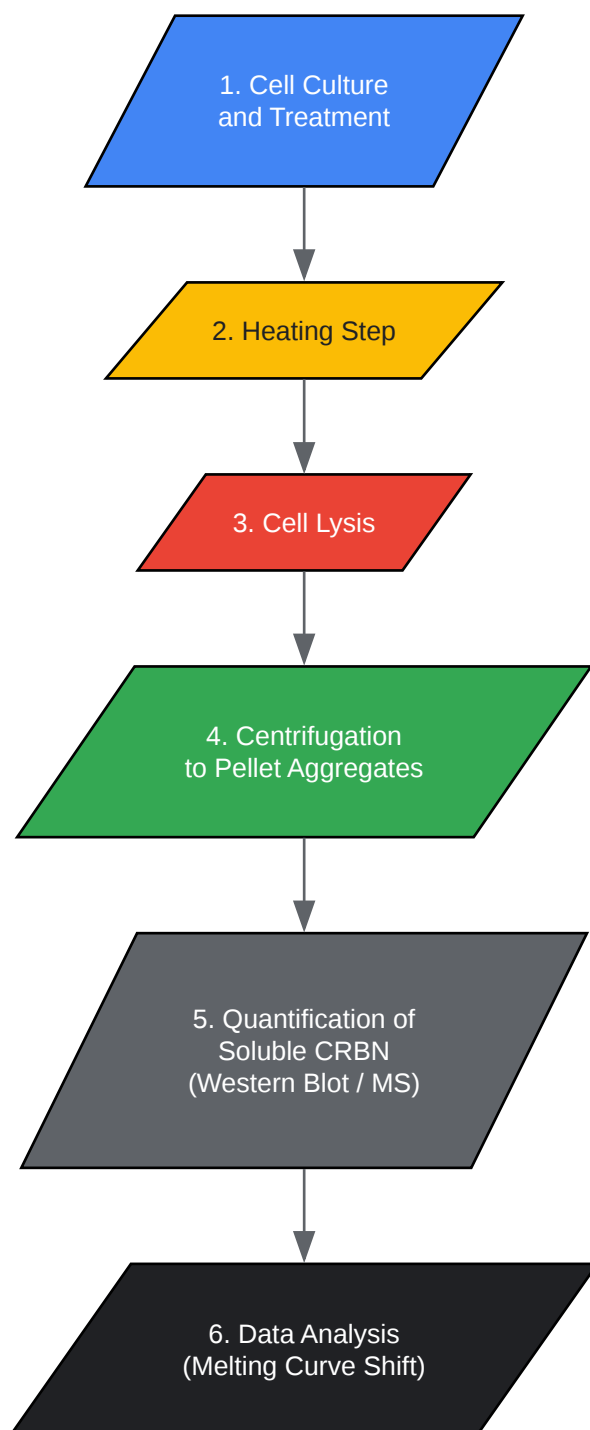 1. Cell Culture
and Treatment
2. Heating Step
3. Cell Lysis
4. Centrifugation
to Pellet Aggregates
5. Quantification of
Soluble CRBN
(Western Blot / MS)
6. Data Analysis
(Melting Curve Shift)